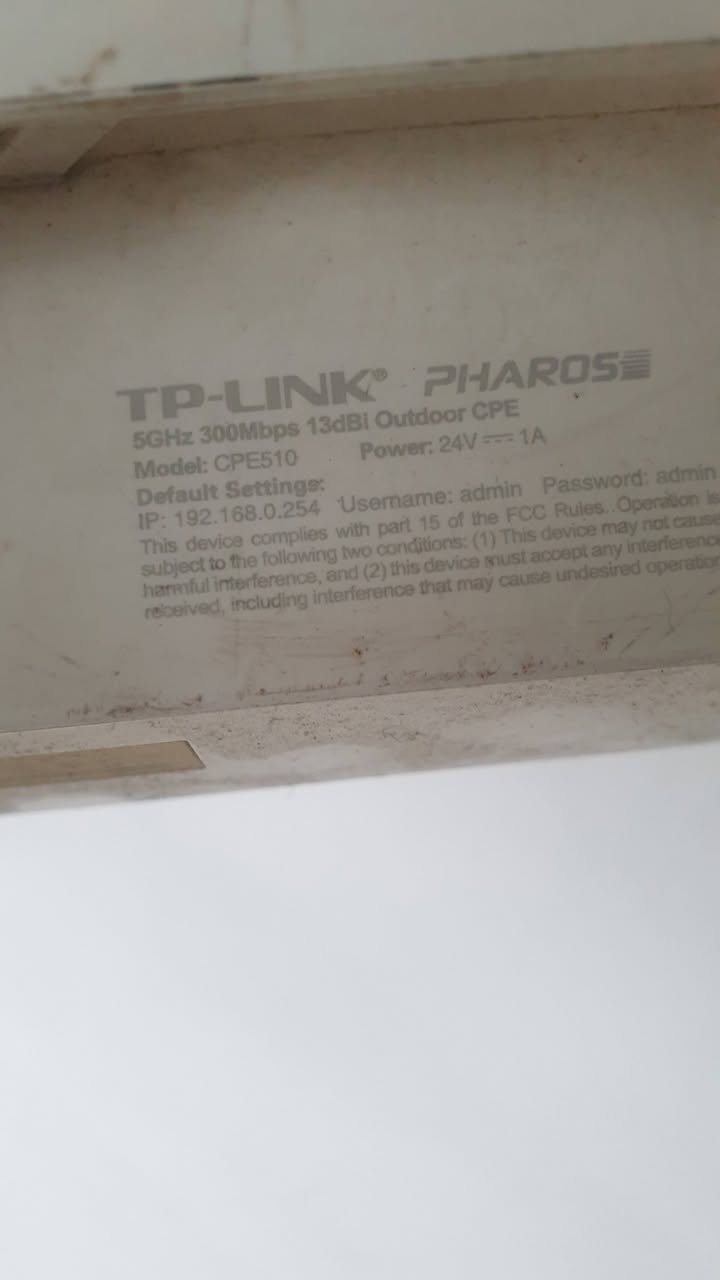 TP-LINK® PHAROS
5GHz 300Mbps 13dBi Outdoor CPE
Model: CPE510 Power: 24V⎓1A
Default Settings:
IP: 192.168.0.254 Username: admin Password: admin
This device complies with part 15 of the FCC Rules. Operation is
subject to the following two conditions: (1) This device may not cause
harmful interference, and (2) this device must accept any interference
received, including interference that may cause undesired operation